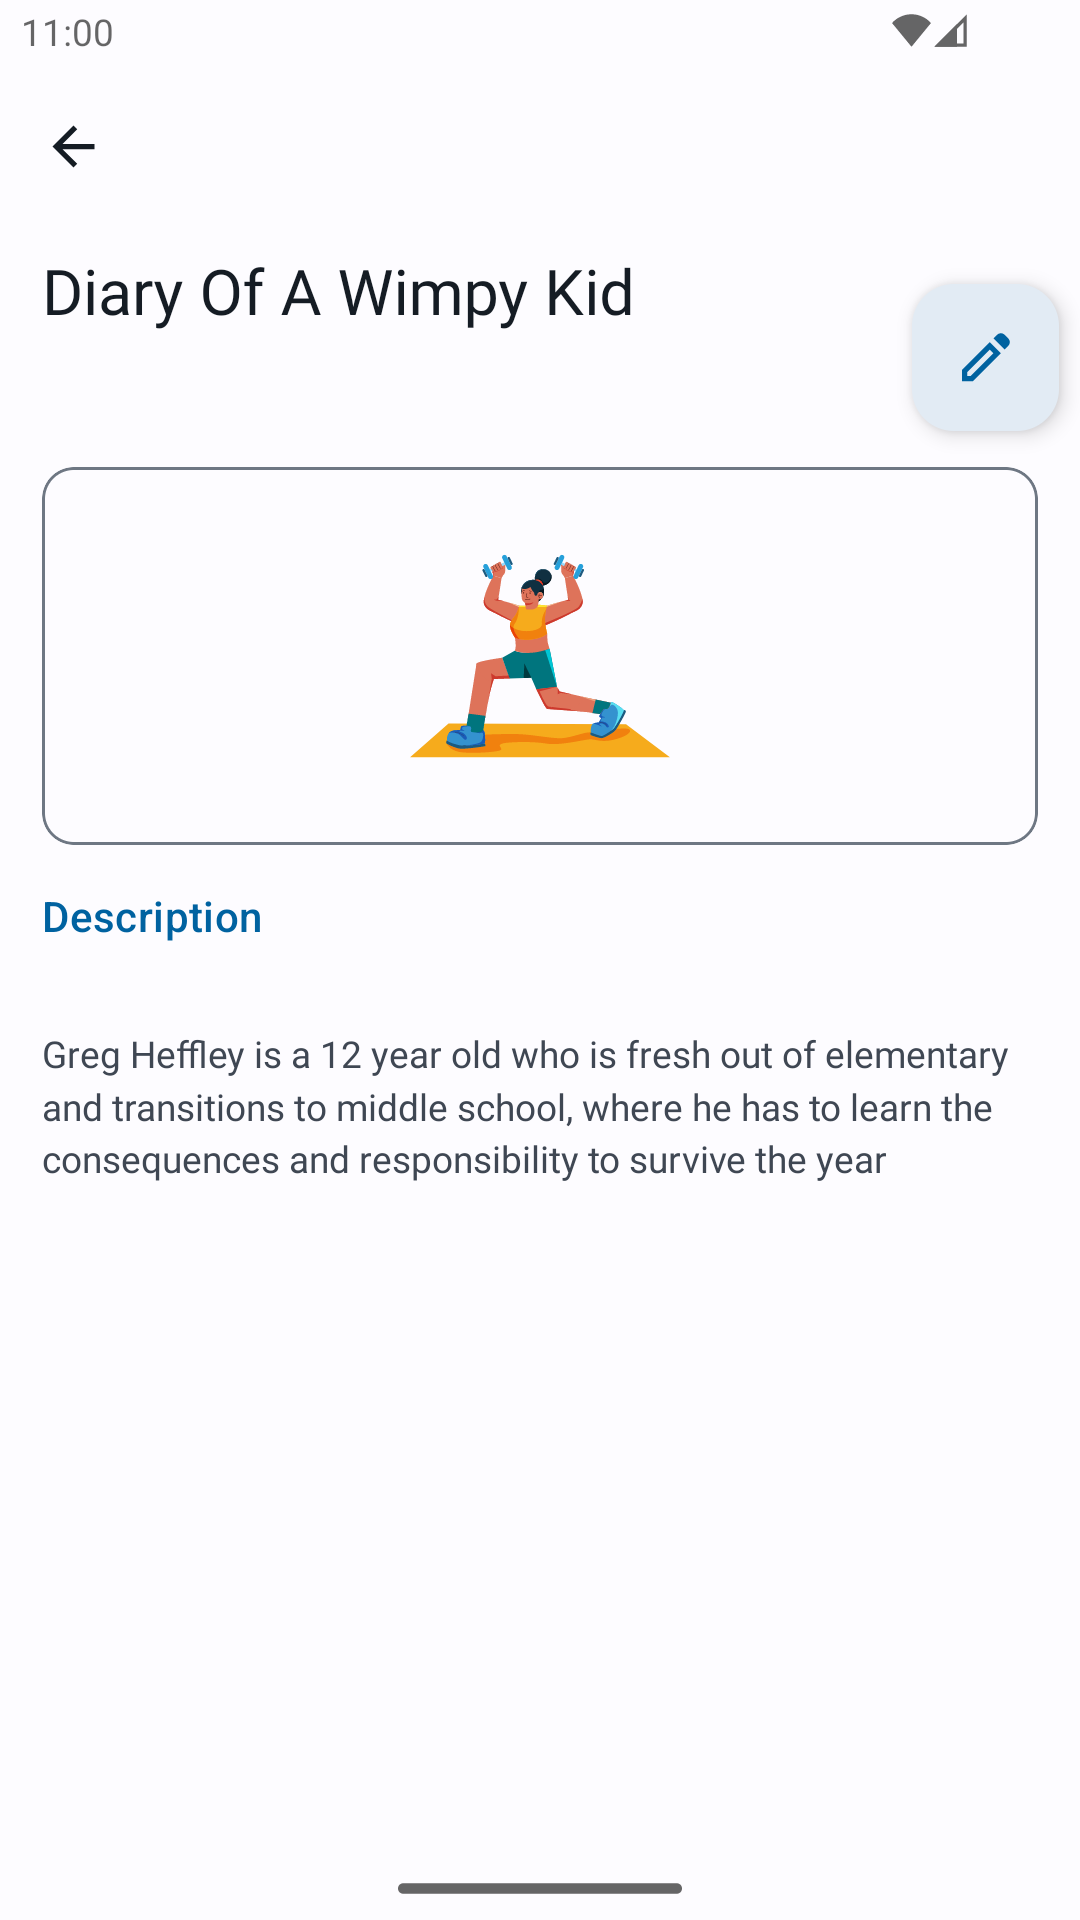 11:00
Diary Of A Wimpy Kid
Description
Greg Heffley is a 12 year old who is fresh out of elementary
and transitions to middle school, where he has to learn the
consequences and responsibility to survive the year